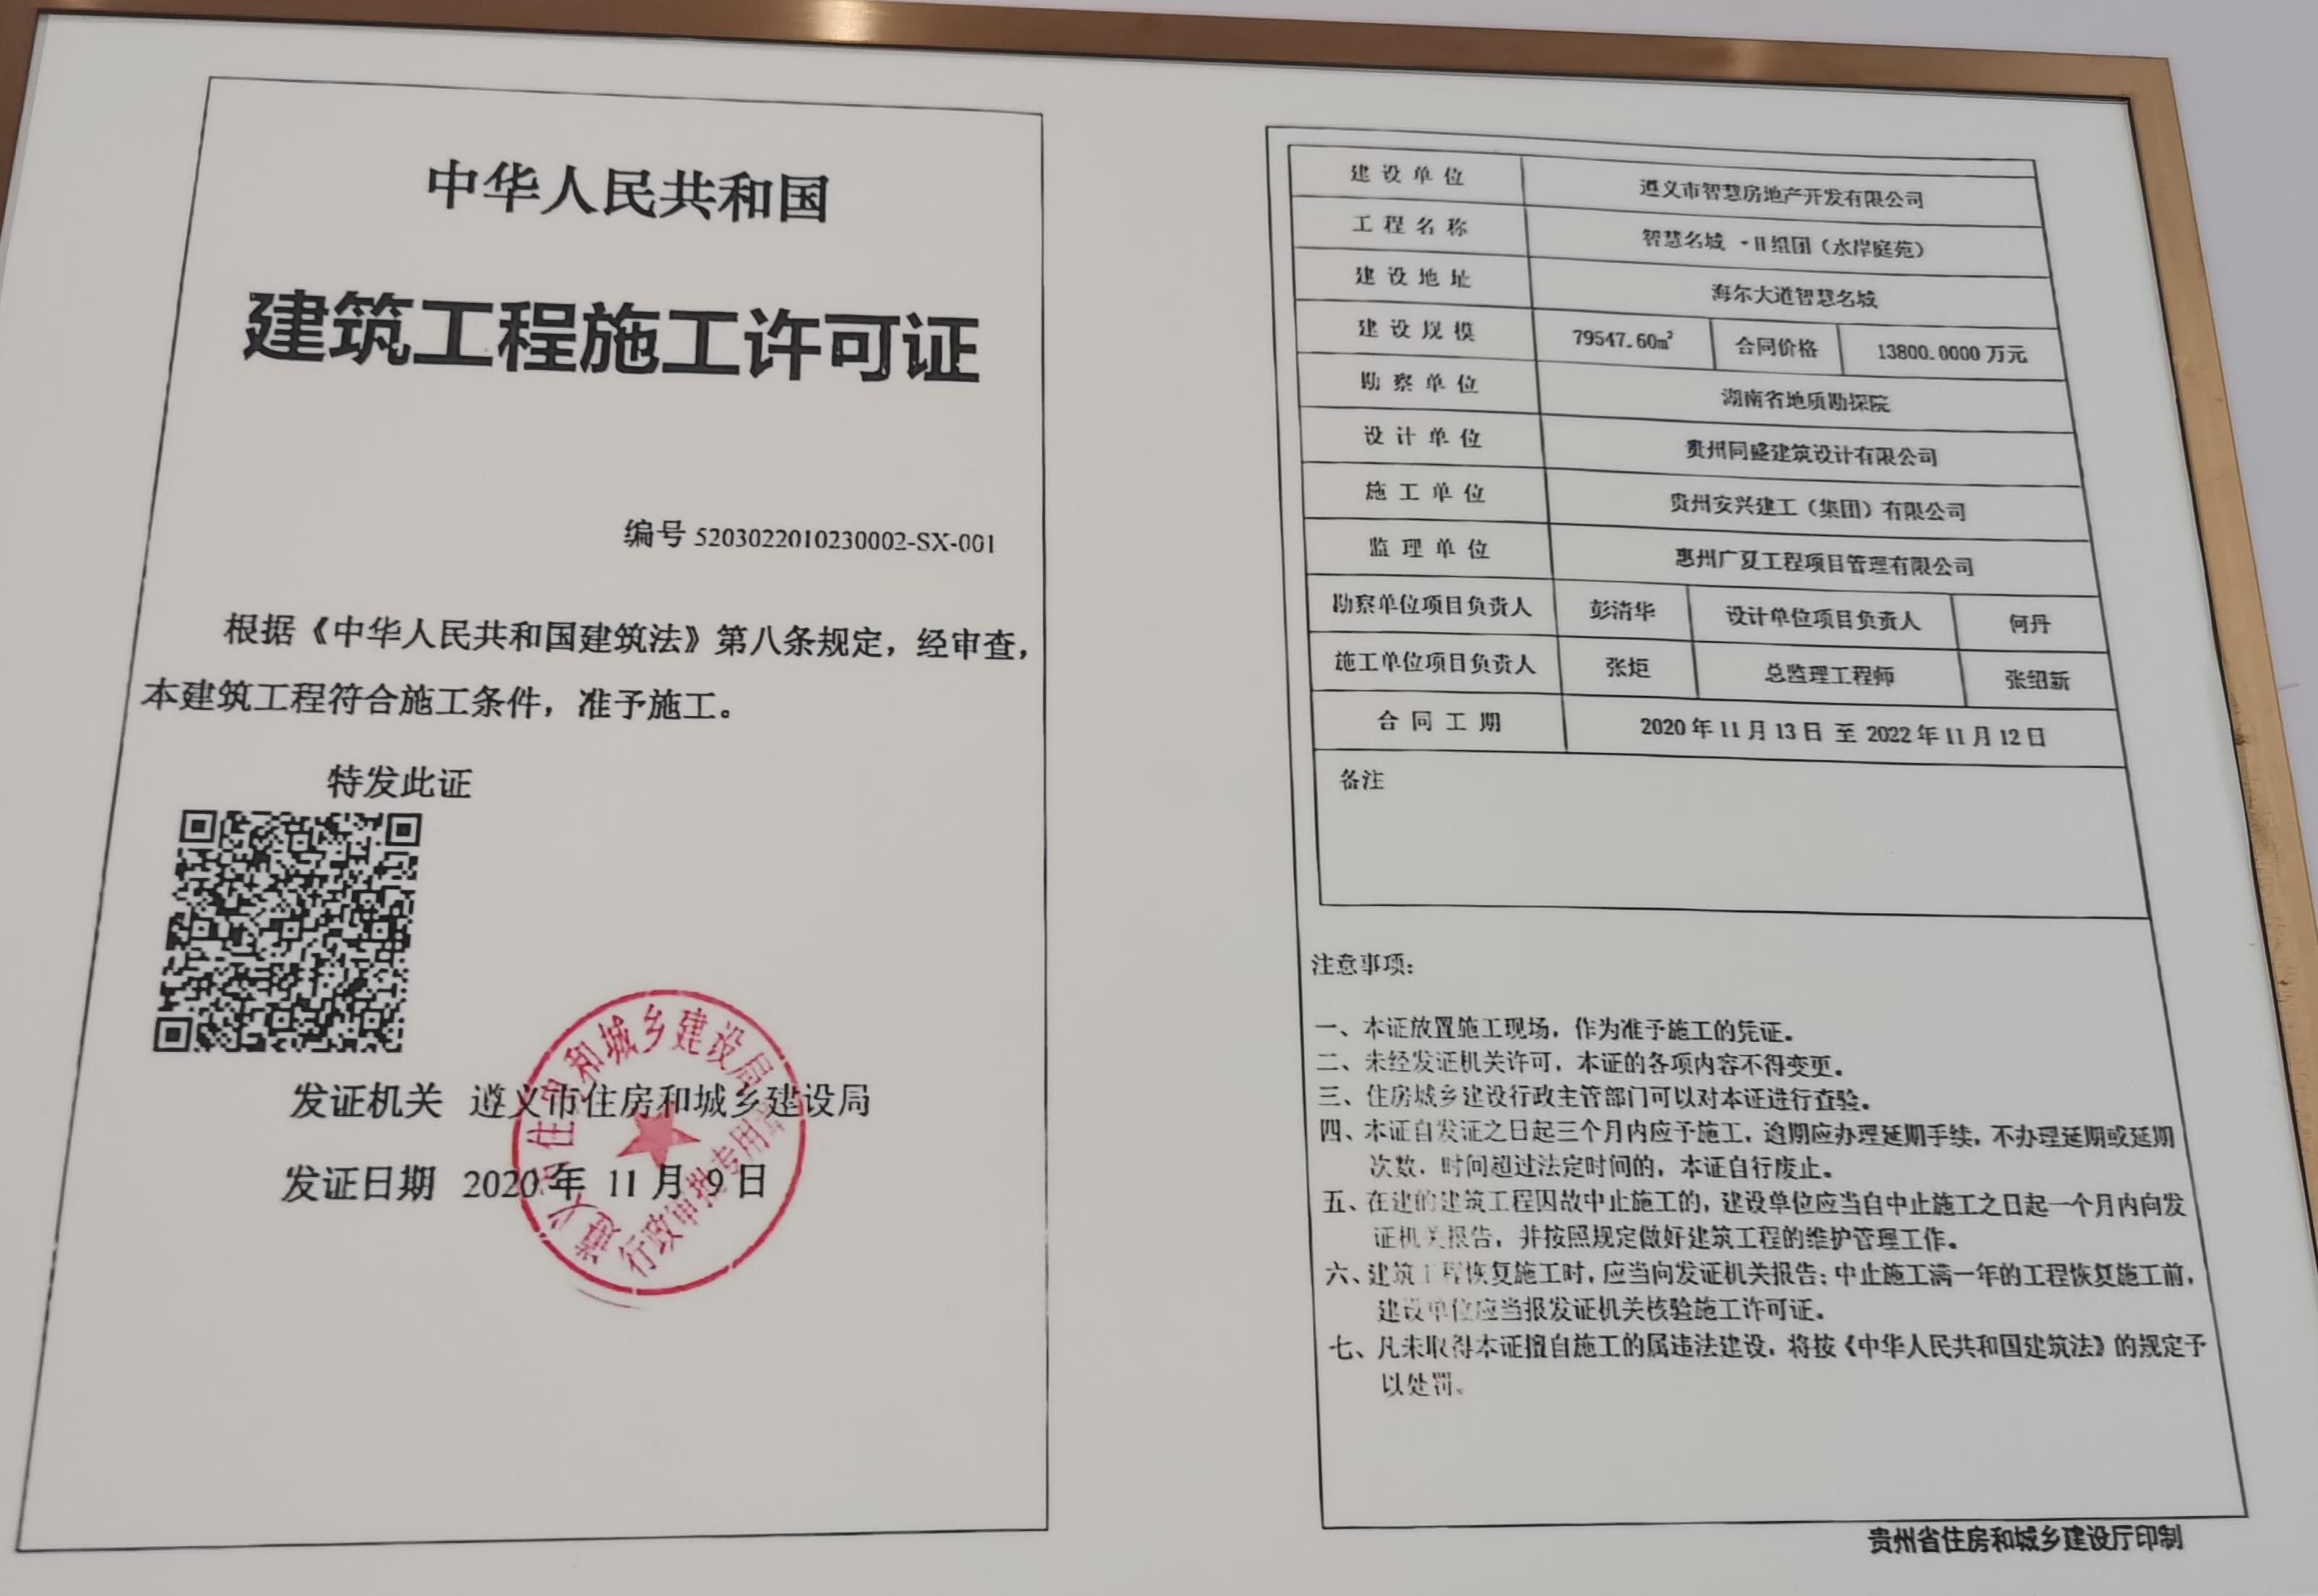 中华人民共和国
建筑工程施工许可证
编号 5203022010230002-SX-001
根据《中华人民共和国建筑法》第八条规定，经审查，
本建筑工程符合施工条件，准予施工。
特发此证
发证机关 遵义市住房和城乡建设局
发证日期 2020 年 11 月 9 日
遵义市住房和城乡建设局
行政审批专用章
建设单位 遵义市智慧房地产开发有限公司
工程名称 智慧名城 ·H组团（水岸庭苑）
建设地址 海尔大道智慧名城
建设规模 79547.60m² 合同价格 13800.0000 万元
勘察单位 湖南省地质勘探院
设计单位 贵州同盛建筑设计有限公司
施工单位 贵州安兴建工（集团）有限公司
监理单位 惠州广夏工程项目管理有限公司
勘察单位项目负责人 彭清华 设计单位项目负责人 何丹
施工单位项目负责人 张炬 总监理工程师 张绍新
合同工期 2020 年 11 月 13 日 至 2022 年 11 月 12 日
备注
注意事项：
一、本证放置施工现场，作为准予施工的凭证。
二、未经发证机关许可，本证的各项内容不得变更。
三、住房城乡建设行政主管部门可以对本证进行查验。
四、本证自发证之日起三个月内应予施工，逾期应办理延期手续，不办理延期或延期
次数、时间超过法定时间的，本证自行废止。
五、在建的建筑工程因故中止施工的，建设单位应当自中止施工之日起一个月内向发
证机关报告，并按照规定做好建筑工程的维护管理工作。
六、建筑工程恢复施工时，应当向发证机关报告；中止施工满一年的工程恢复施工前，
建设单位应当报发证机关核验施工许可证。
七、凡未取得本证擅自施工的属违法建设，将按《中华人民共和国建筑法》的规定予
以处罚。
贵州省住房和城乡建设厅印制